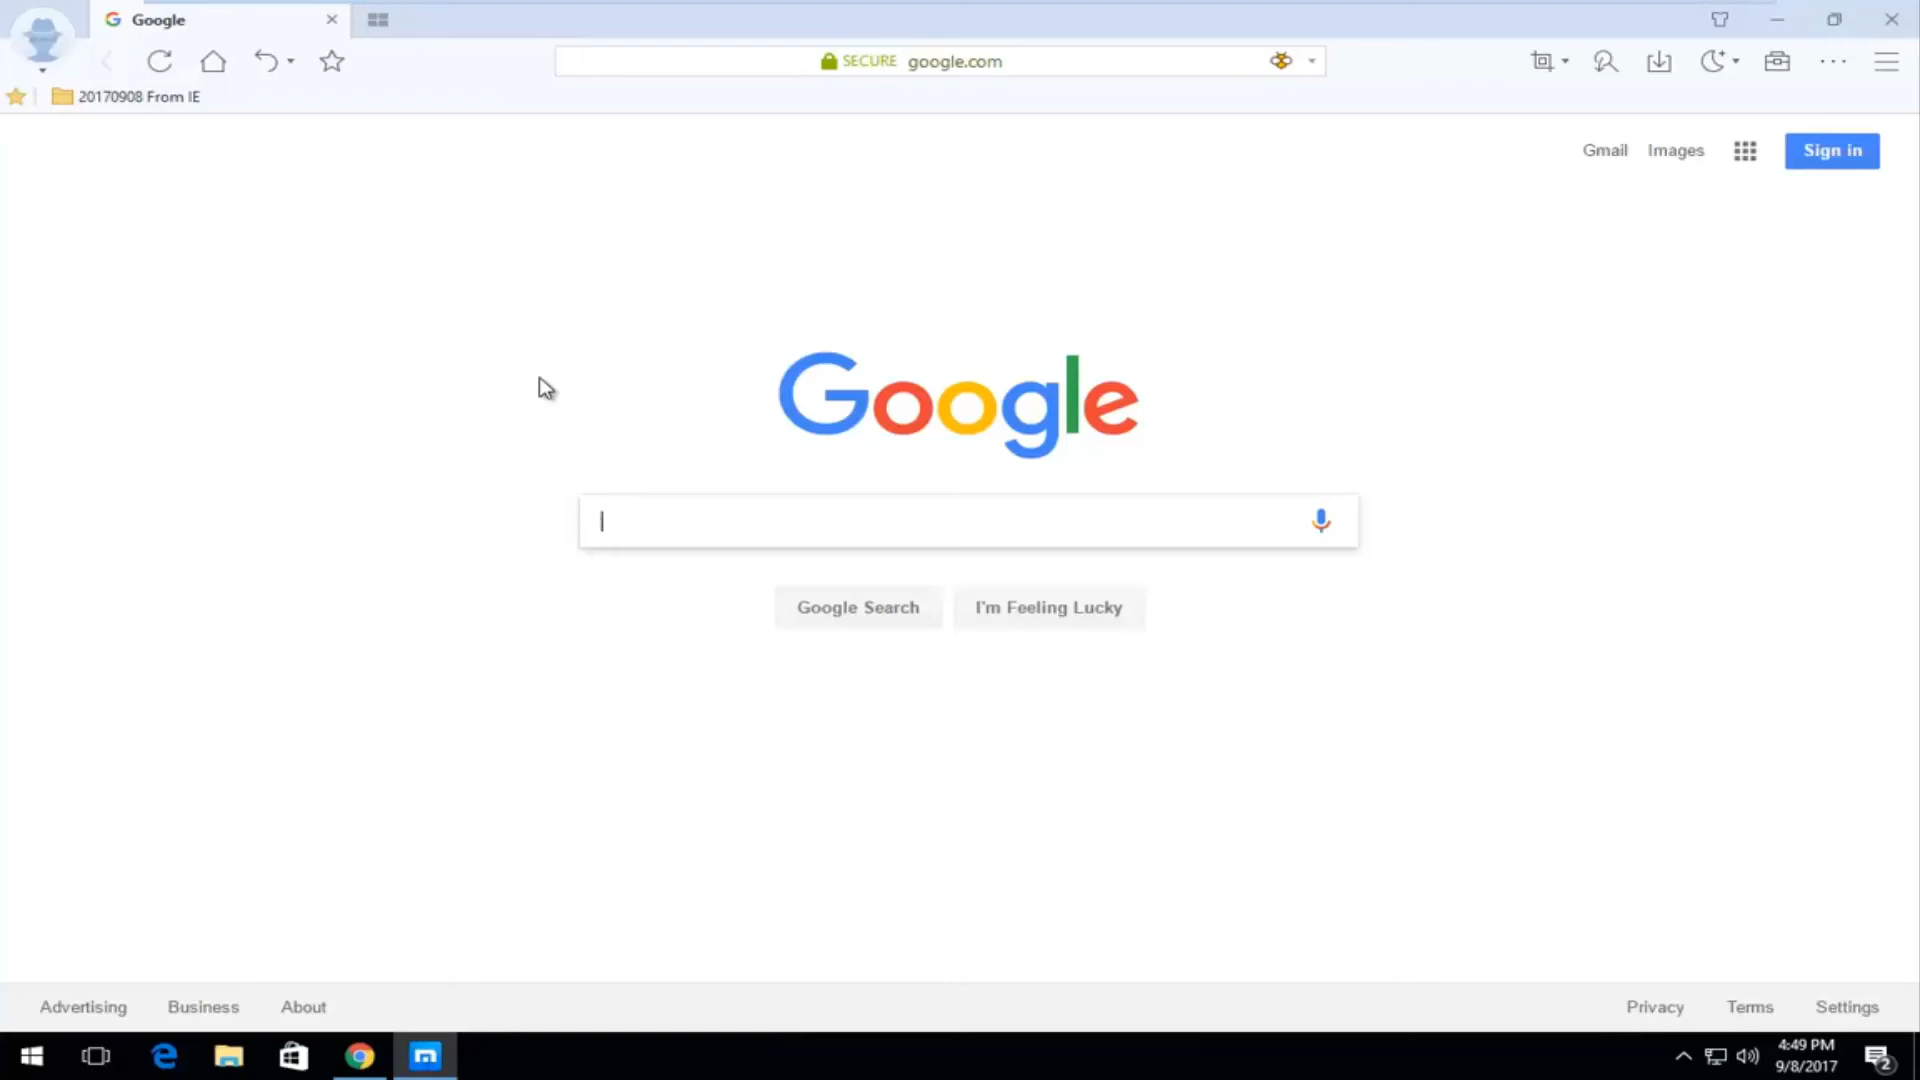 Google
SECURE google.com
20170908 From IE
Gmail Images Sign in
Google
Google Search I'm Feeling Lucky
Advertising Business About Privacy Terms Settings
4:49 PM
9/8/2017
2